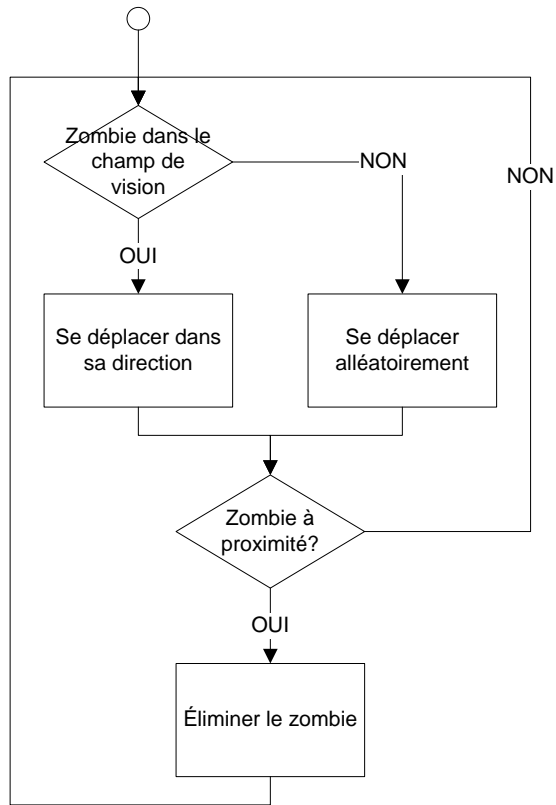 Zombie dans le
champ de
vision
NON
NON
OUI
Se déplacer dans
sa direction
Se déplacer
alléatoirement
Zombie à
proximité?
OUI
Éliminer le zombie